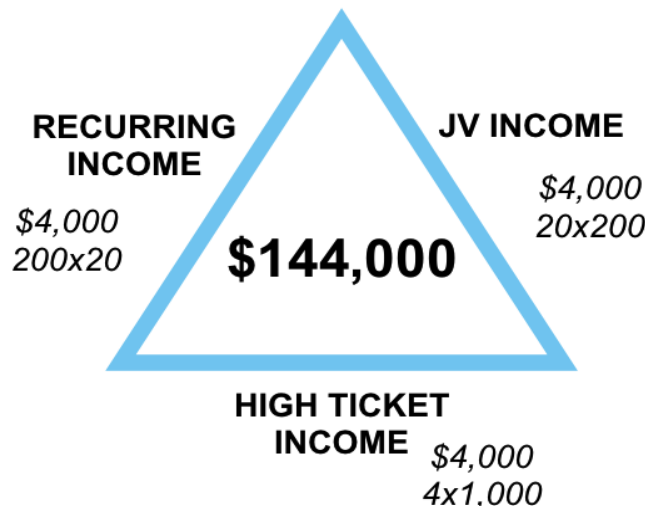 RECURRING
INCOME
$4,000
200x20
JV INCOME
$4,000
20x200
$144,000
HIGH TICKET
INCOME
$4,000
4x1,000